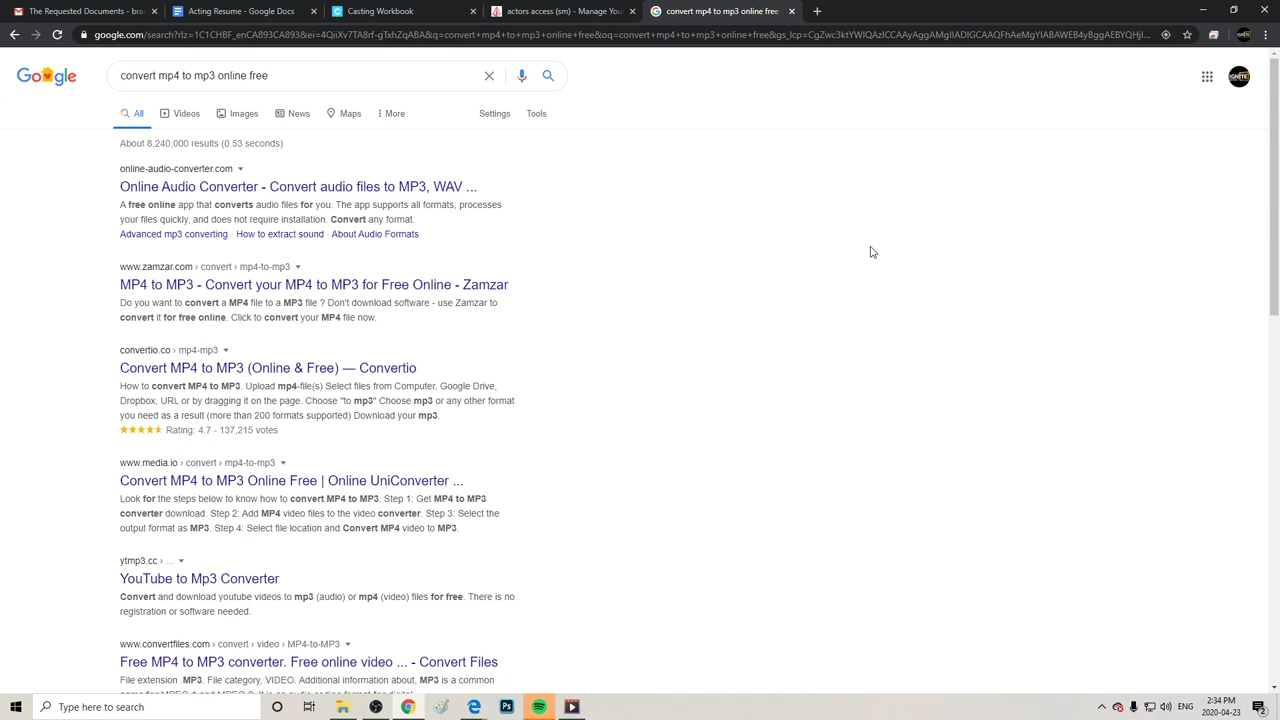 The Requested Documents - bran
Acting Resume - Google Docs
Casting Workbook
actors access (sm) - Manage You
convert mp4 to mp3 online free
google.com/search?rlz=1C1CHBF_enCA893CA893&ei=
convert mp4 to mp3 online free
All
Videos
Images
News
Maps
More
Settings
Tools
IGNITE
About 8,240,000 results (0.53 seconds)
online-audio-converter.com
Online Audio Converter - Convert audio files to MP3, WAV ...
A free online app that converts audio files for you. The app supports all formats, processes
your files quickly, and does not require installation. Convert any format.
Advanced mp3 converting · How to extract sound · About Audio Formats
www.zamzar.com › convert › mp4-to-mp3
MP4 to MP3 - Convert your MP4 to MP3 for Free Online - Zamzar
Do you want to convert a MP4 file to a MP3 file ? Don't download software - use Zamzar to
convert it for free online. Click to convert your MP4 file now.
convertio.co › mp4-mp3
Convert MP4 to MP3 (Online & Free) — Convertio
How to convert MP4 to MP3. Upload mp4-file(s) Select files from Computer, Google Drive,
Dropbox, URL or by dragging it on the page. Choose "to mp3" Choose mp3 or any other format
you need as a result (more than 200 formats supported) Download your mp3.
Rating: 4.7 - 137,215 votes
www.media.io › convert › mp4-to-mp3
Convert MP4 to MP3 Online Free | Online UniConverter ...
Look for the steps below to know how to convert MP4 to MP3. Step 1: Get MP4 to MP3
converter download. Step 2: Add MP4 video files to the video converter. Step 3: Select the
output format as MP3. Step 4: Select file location and Convert MP4 video to MP3.
ytmp3.cc › ...
YouTube to Mp3 Converter
Convert and download youtube videos to mp3 (audio) or mp4 (video) files for free. There is no
registration or software needed.
www.convertfiles.com › convert › video › MP4-to-MP3
Free MP4 to MP3 converter. Free online video ... - Convert Files
File extension .MP3. File category, VIDEO. Additional information about, MP3 is a common
Type here to search
Ps
ENG
2:34 PM
2020-04-23
2